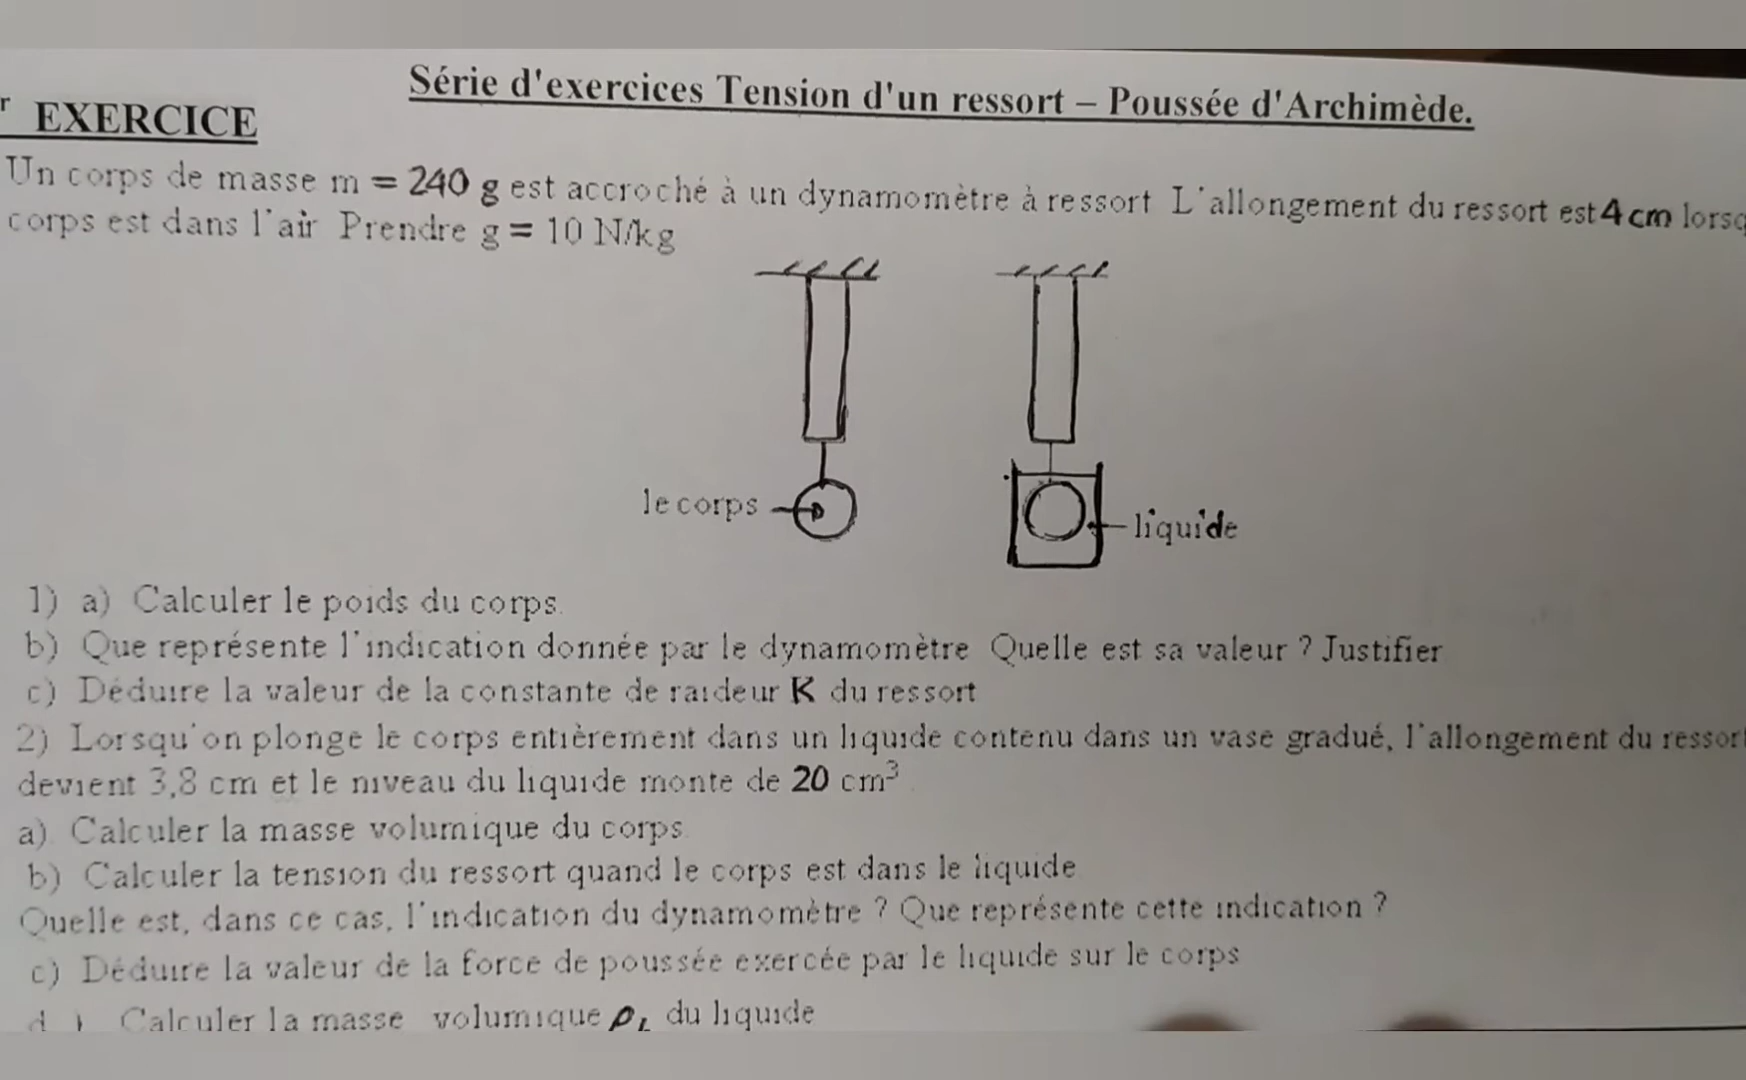 Série d'exercices Tension d'un ressort – Poussée d'Archimède.
r EXERCICE
Un corps de masse m = 240 g est accroché à un dynamomètre à ressort L'allongement du ressort est 4 cm lorsq
corps est dans l'air Prendre g = 10 N/kg
le corps
liquide
1) a) Calculer le poids du corps.
b) Que représente l'indication donnée par le dynamomètre Quelle est sa valeur ? Justifier
c) Déduire la valeur de la constante de raideur K du ressort
2) Lorsqu'on plonge le corps entièrement dans un liquide contenu dans un vase gradué, l'allongement du ressort
devient 3,8 cm et le niveau du liquide monte de 20 cm³
a) Calculer la masse volumique du corps.
b) Calculer la tension du ressort quand le corps est dans le liquide
Quelle est, dans ce cas, l'indication du dynamomètre ? Que représente cette indication ?
c) Déduire la valeur de la force de poussée exercée par le liquide sur le corps
d ) Calculer la masse volumique ρL du liquide